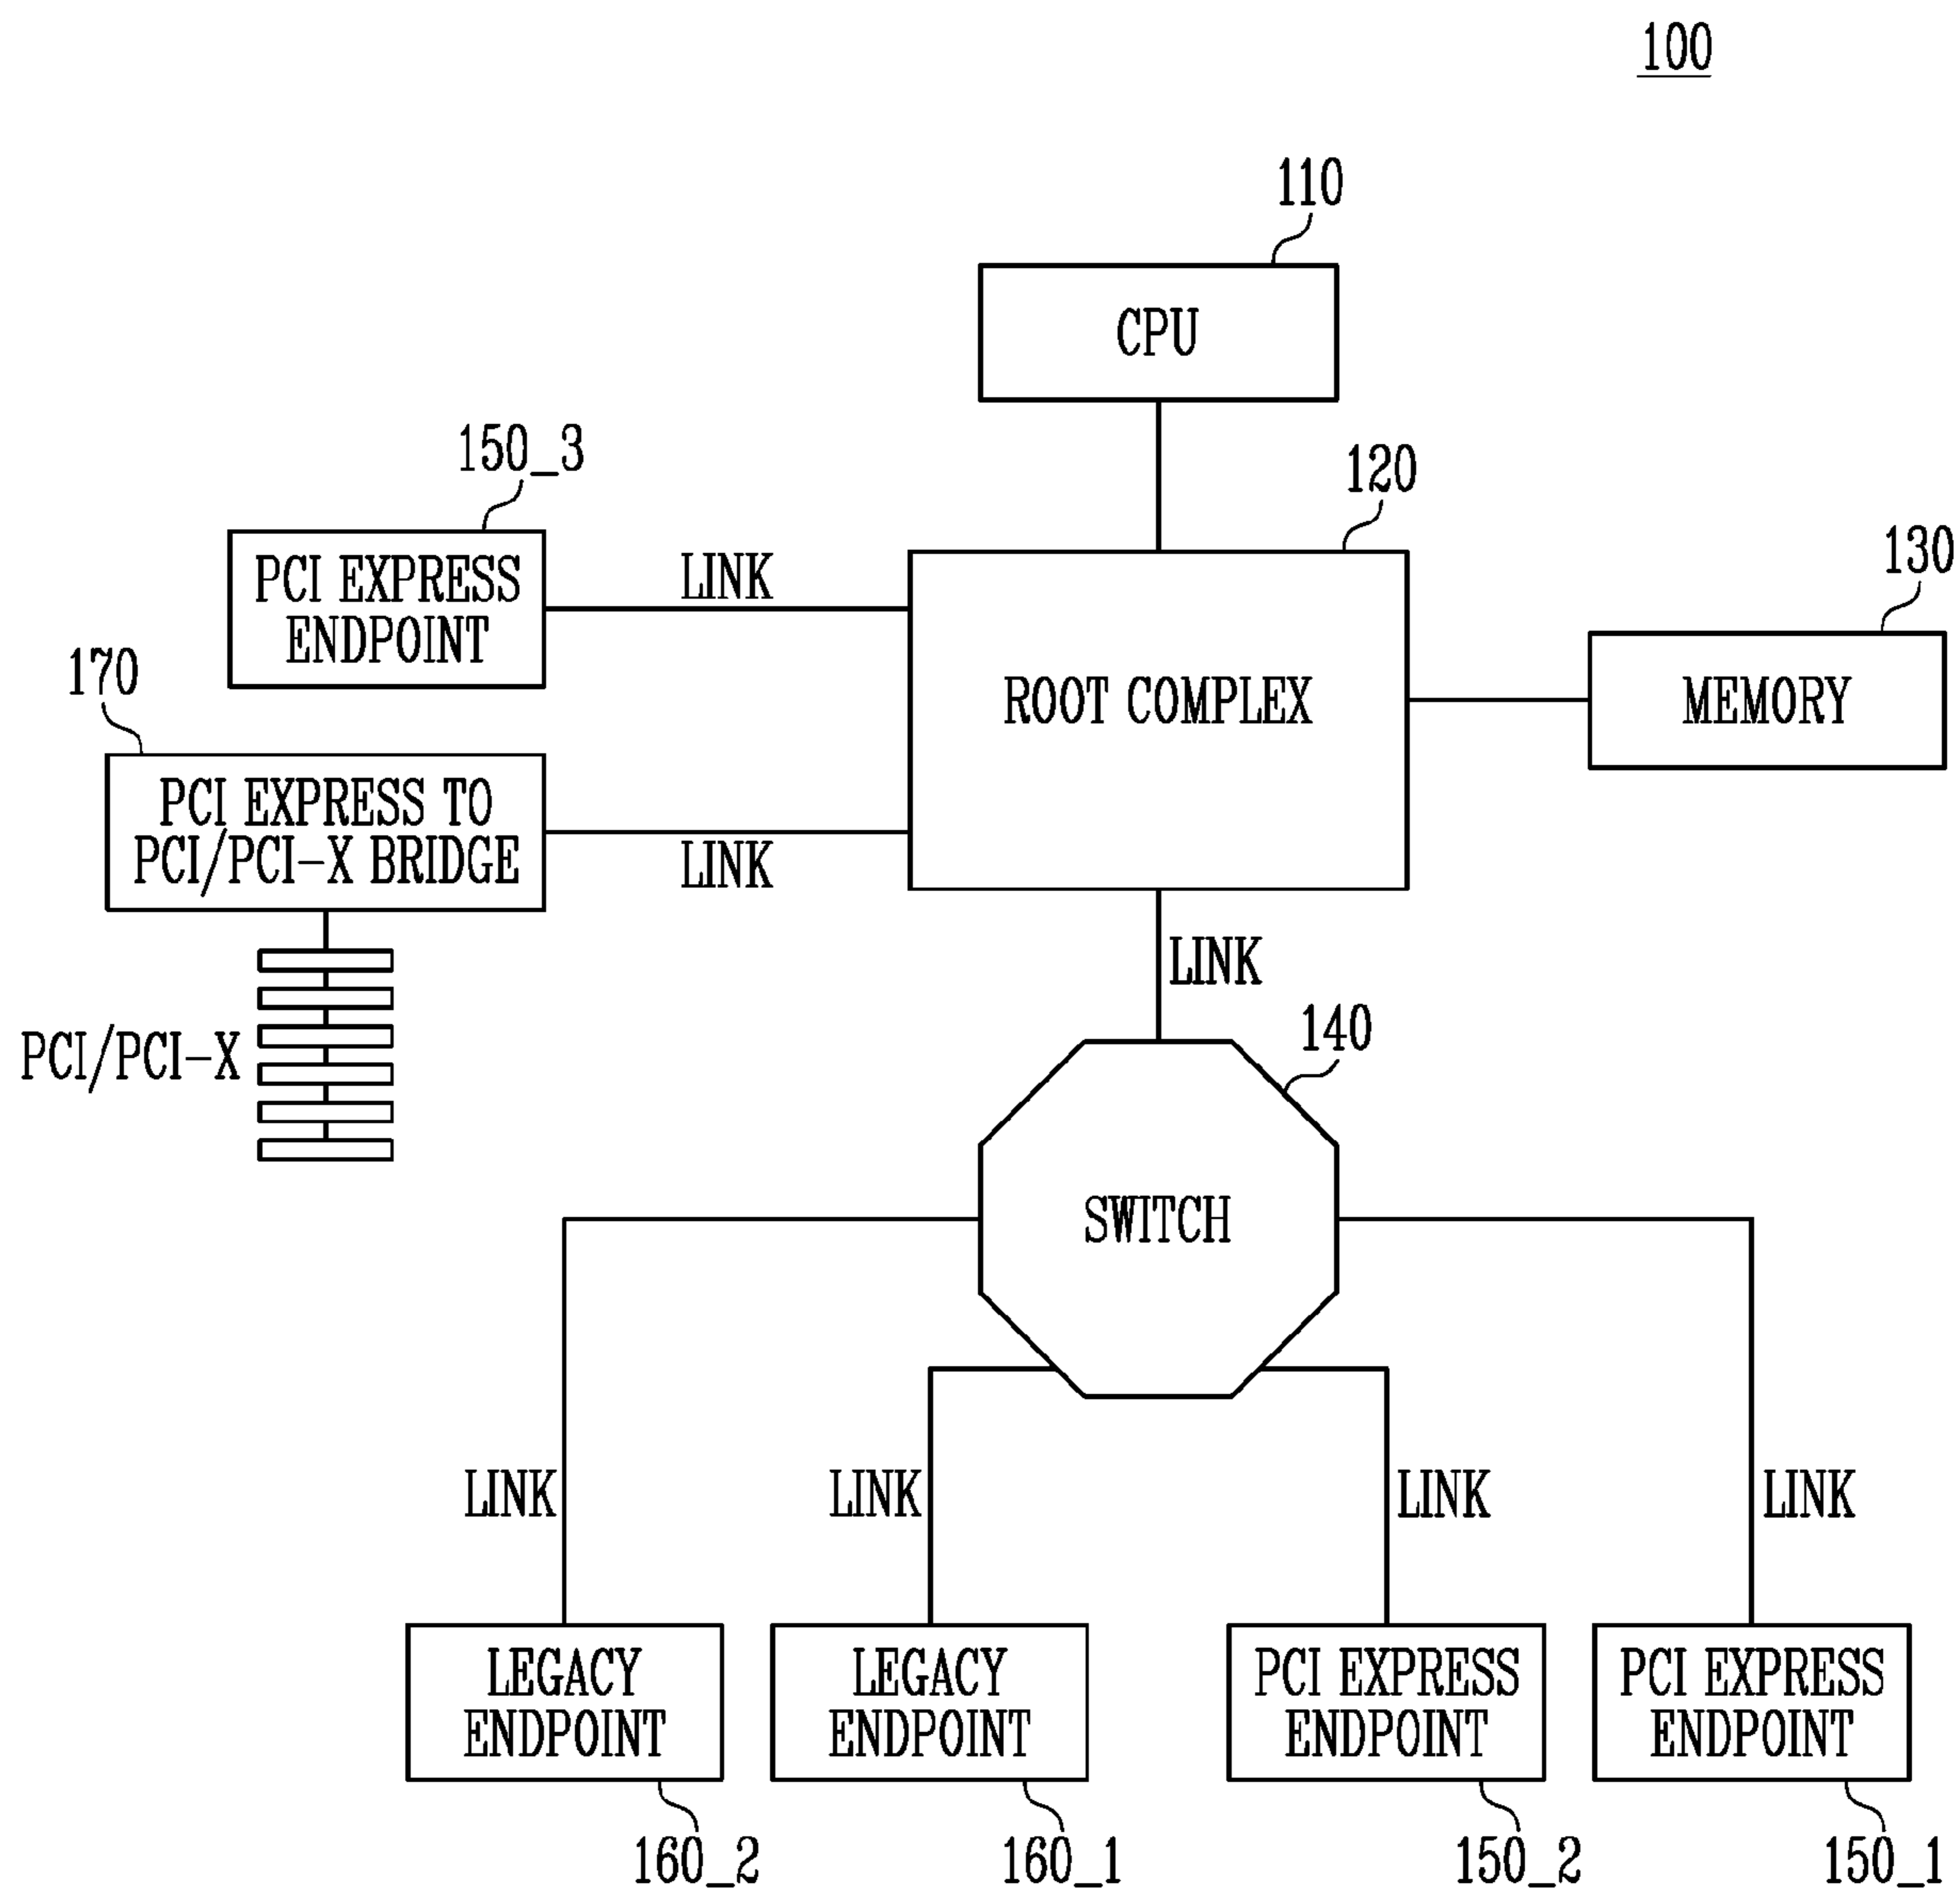 100
110
CPU
150_3
120
130
PCI EXPRESS
ENDPOINT
LINK
170
ROOT COMPLEX
MEMORY
PCI EXPRESS TO
PCI/PCI-X BRIDGE
LINK
LINK
PCI/PCI-X
140
SWITCH
LINK
LINK
LINK
LINK
LEGACY
ENDPOINT
LEGACY
ENDPOINT
PCI EXPRESS
ENDPOINT
PCI EXPRESS
ENDPOINT
160_2
160_1
150_2
150_1